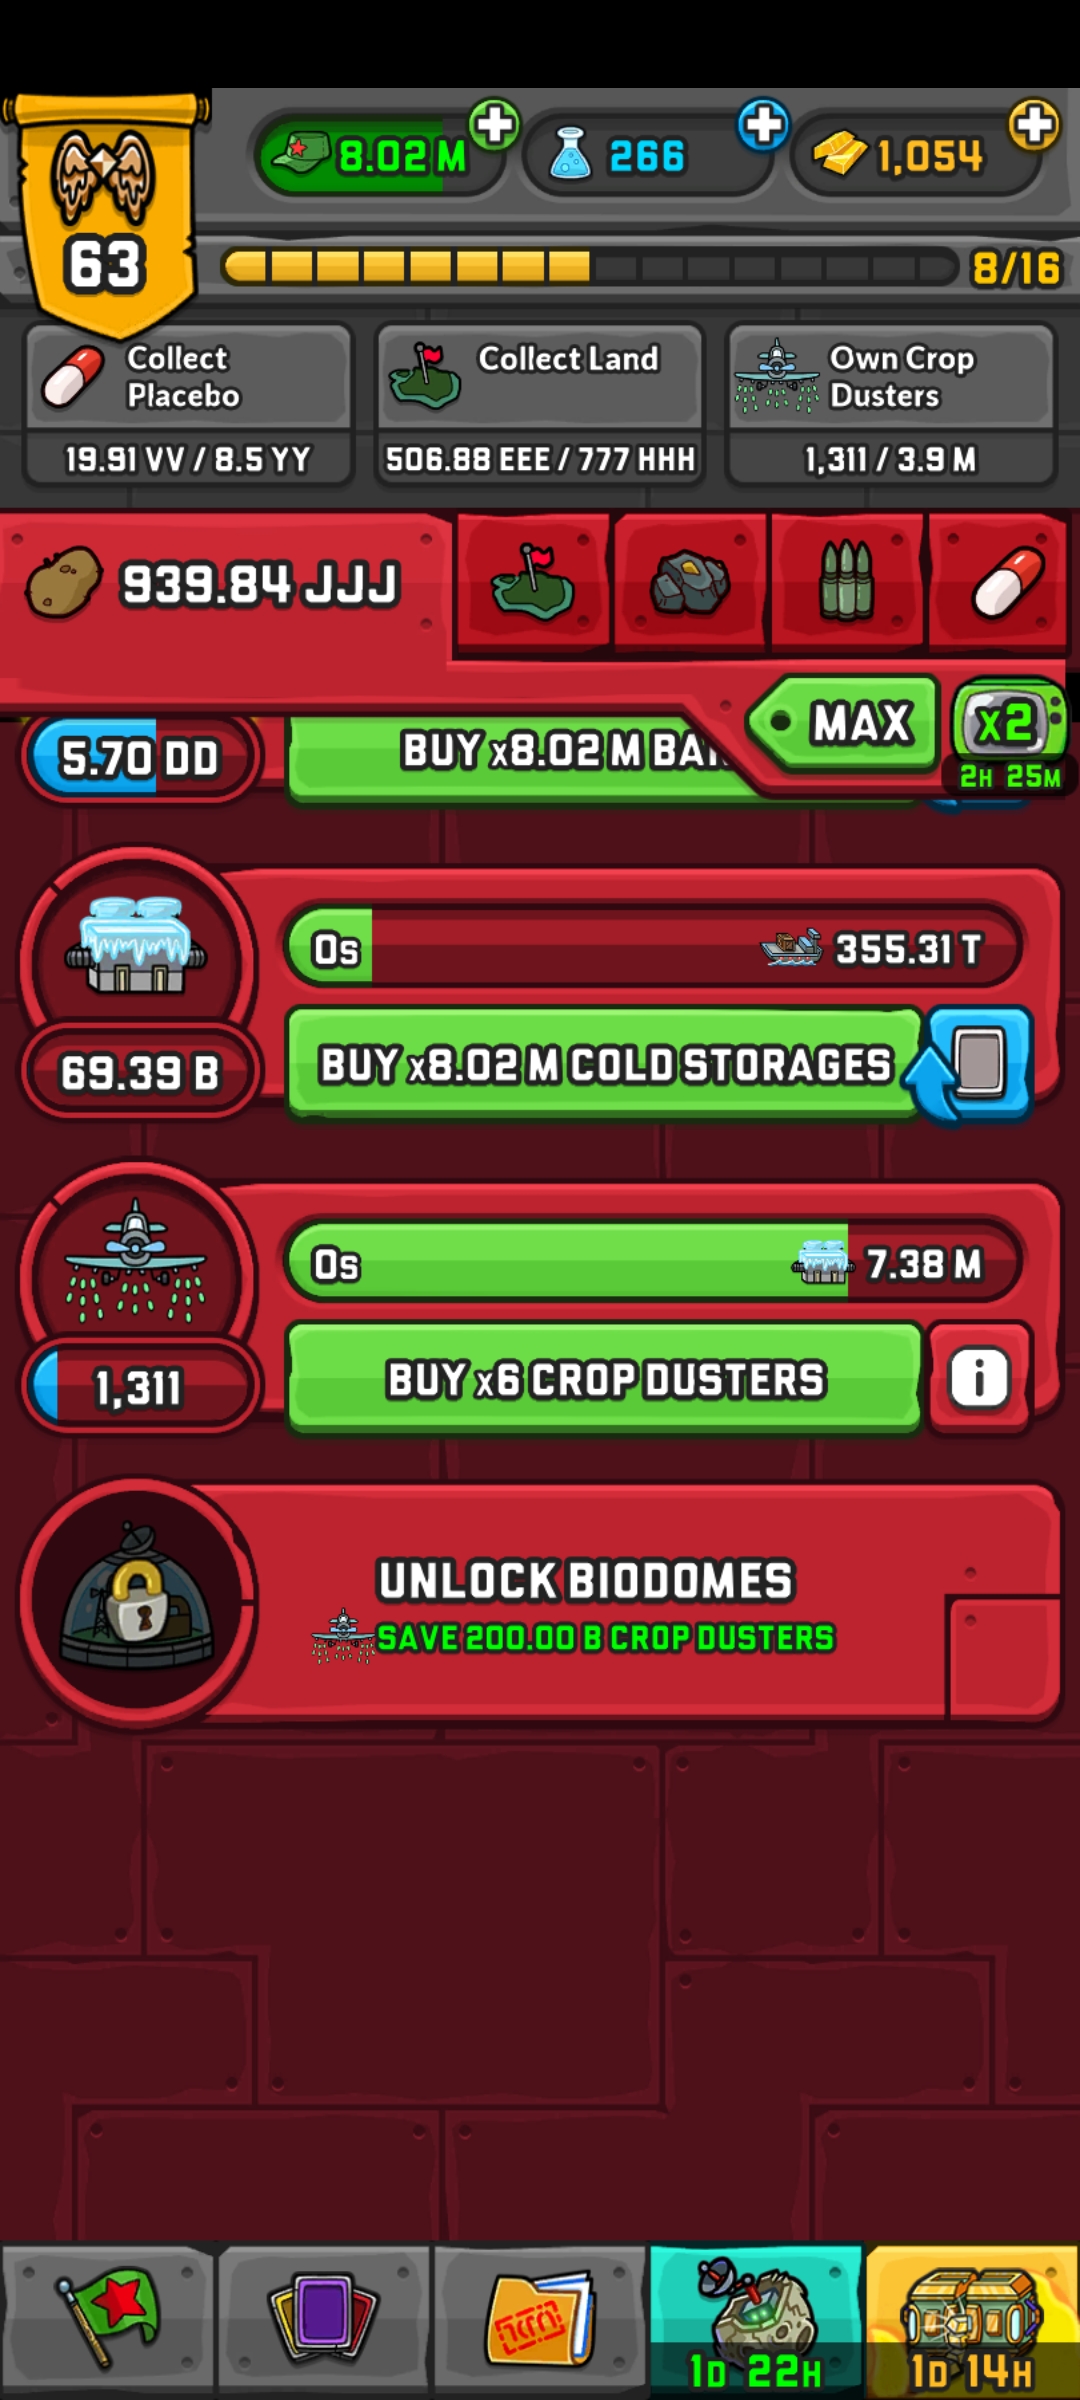 8.02 M
266
1,054
63
8/16
Collect
Placebo
19.91 VV / 8.5 YY
Collect Land
506.88 EEE / 777 HHH
Own Crop
Dusters
1,311 / 3.9 M
939.84 JJJ
MAX
x2
2H 25M
5.70 DD
BUY x8.02 M
0s
355.31 T
69.39 B
BUY x8.02 M COLD STORAGES
0s
7.38 M
1,311
BUY x6 CROP DUSTERS
i
UNLOCK BIODOMES
SAVE 200.00 B CROP DUSTERS
1D 22H
1D 14H